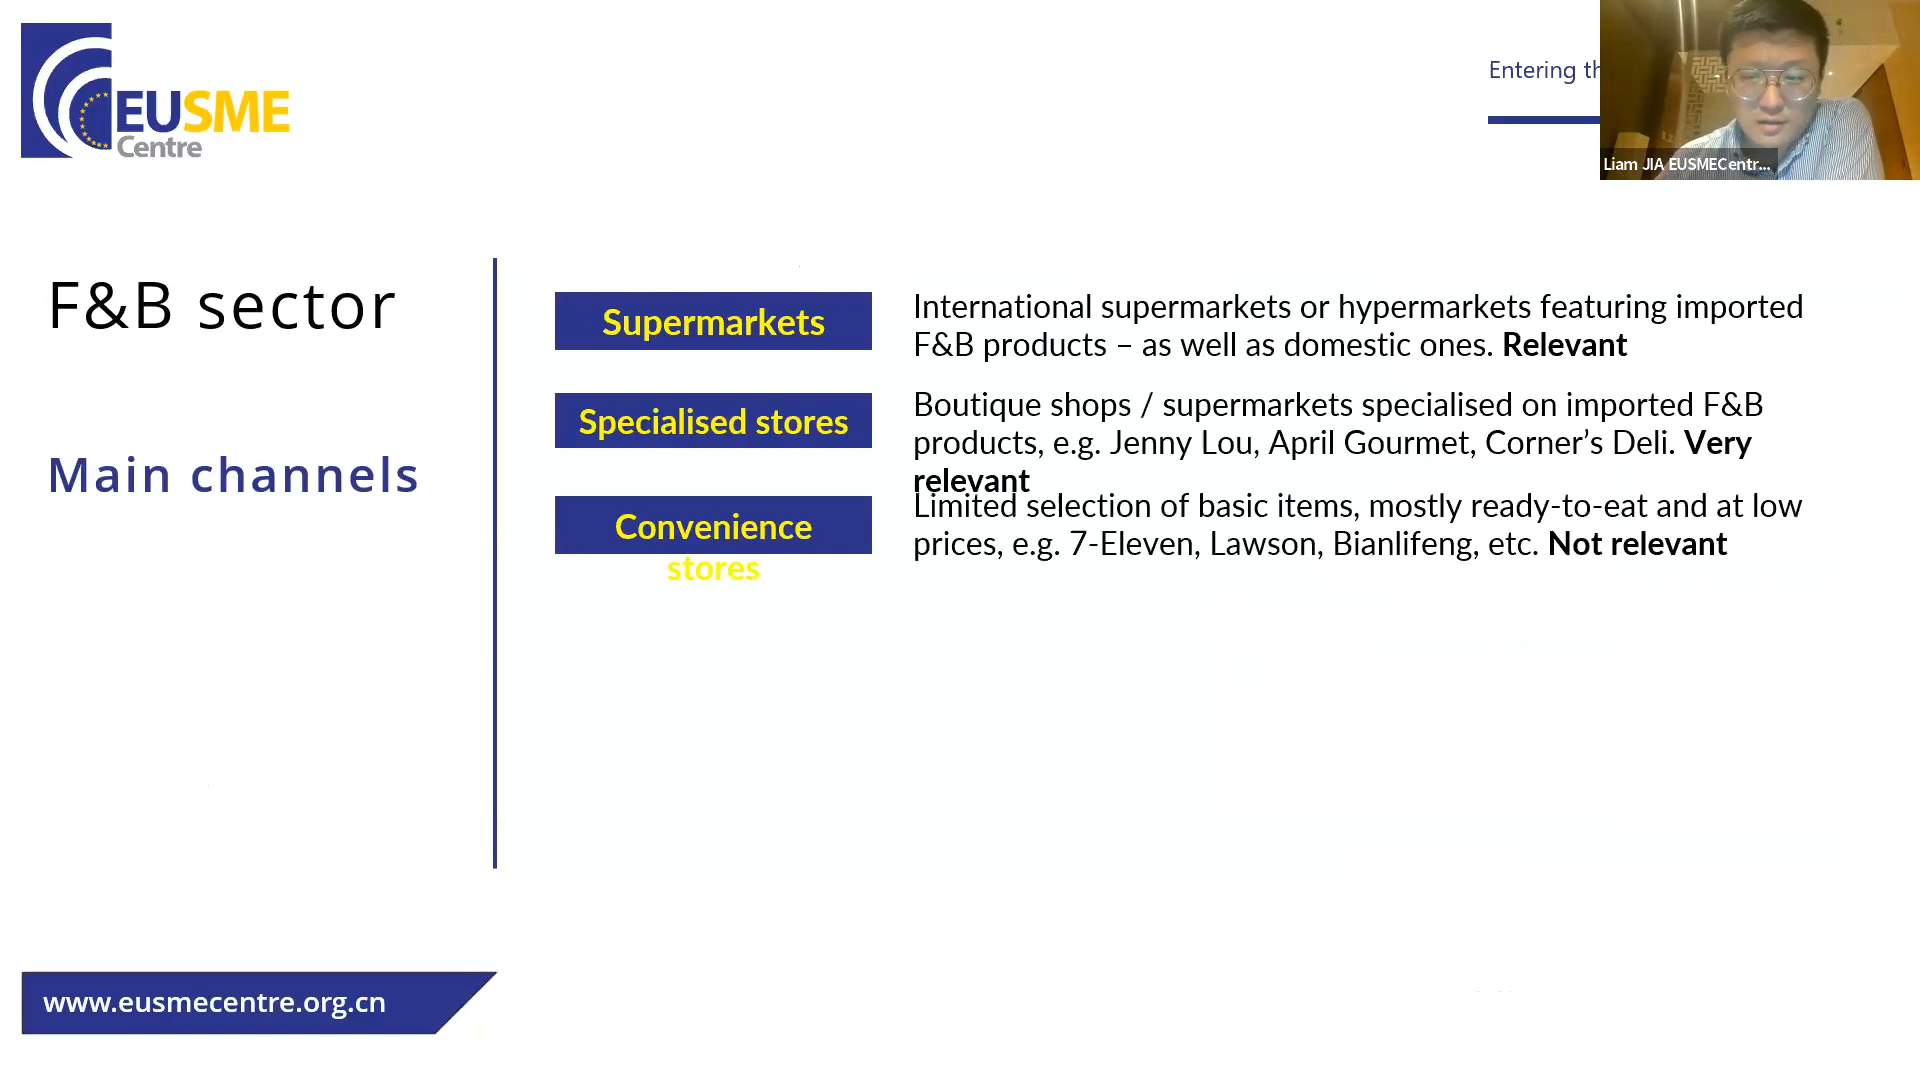 EUSME
Centre
Entering
Liam JIA EUSMECentr...
F&B sector
Main channels
Supermarkets
International supermarkets or hypermarkets featuring imported
F&B products – as well as domestic ones. Relevant
Specialised stores
Boutique shops / supermarkets specialised on imported F&B
products, e.g. Jenny Lou, April Gourmet, Corner’s Deli. Very
relevant
Convenience
stores
Limited selection of basic items, mostly ready-to-eat and at low
prices, e.g. 7-Eleven, Lawson, Bianlifeng, etc. Not relevant
www.eusmecentre.org.cn